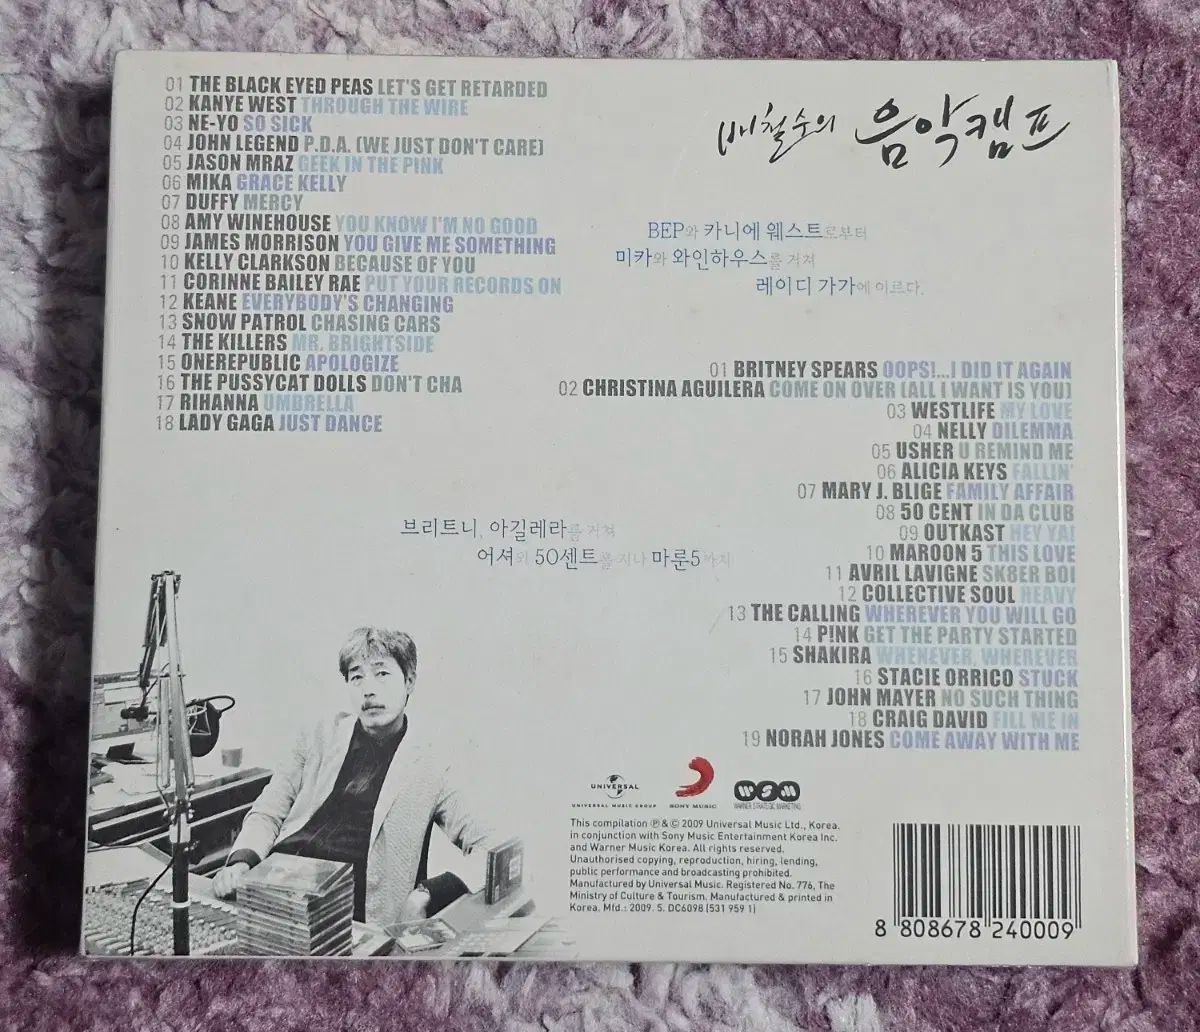 01 THE BLACK EYED PEAS LET'S GET RETARDED
02 KANYE WEST THROUGH THE WIRE
03 NE-YO SO SICK
04 JOHN LEGEND P.D.A. (WE JUST DON'T CARE)
05 JASON MRAZ GEEK IN THE PINK
06 MIKA GRACE KELLY
07 DUFFY MERCY
08 AMY WINEHOUSE YOU KNOW I'M NO GOOD
09 JAMES MORRISON YOU GIVE ME SOMETHING
10 KELLY CLARKSON BECAUSE OF YOU
11 CORINNE BAILEY RAE PUT YOUR RECORDS ON
12 KEANE EVERYBODY'S CHANGING
13 SNOW PATROL CHASING CARS
14 THE KILLERS MR. BRIGHTSIDE
15 ONEREPUBLIC APOLOGIZE
16 THE PUSSYCAT DOLLS DON'T CHA
17 RIHANNA UMBRELLA
18 LADY GAGA JUST DANCE
배철수의 음악캠프
BEP와 카니에 웨스트로부터
미카와 와인하우스를 거쳐
레이디 가가에 이르다.
01 BRITNEY SPEARS OOPS!...I DID IT AGAIN
02 CHRISTINA AGUILERA COME ON OVER (ALL I WANT IS YOU)
03 WESTLIFE MY LOVE
04 NELLY DILEMMA
05 USHER U REMIND ME
06 ALICIA KEYS FALLIN'
07 MARY J. BLIGE FAMILY AFFAIR
08 50 CENT IN DA CLUB
09 OUTKAST HEY YA!
10 MAROON 5 THIS LOVE
11 AVRIL LAVIGNE SK8ER BOI
12 COLLECTIVE SOUL HEAVY
13 THE CALLING WHEREVER YOU WILL GO
14 P!NK GET THE PARTY STARTED
15 SHAKIRA WHENEVER, WHEREVER
16 STACIE ORRICO STUCK
17 JOHN MAYER NO SUCH THING
18 CRAIG DAVID FILL ME IN
19 NORAH JONES COME AWAY WITH ME
브리트니, 아길레라를 거쳐
어셔와 50센트를 지나 마룬5까지
UNIVERSAL
UNIVERSAL MUSIC GROUP
SONY MUSIC
WSM
WARNER STRATEGIC MARKETING
This compilation ℗ & © 2009 Universal Music Ltd., Korea.
in conjunction with Sony Music Entertainment Korea Inc.
and Warner Music Korea. All rights reserved.
Unauthorised copying, reproduction, hiring, lending,
public performance and broadcasting prohibited.
Manufactured by Universal Music. Registered No. 776, The
Ministry of Culture & Tourism. Manufactured & printed in
Korea. Mfd.: 2009. 5. DC6098 (531 959 1)
8 808678 240009